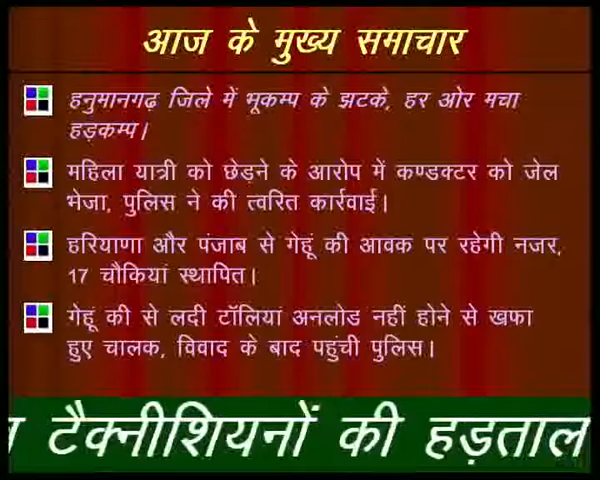 आज के मुख्य समाचार
हनुमानगढ़ जिले में भूकम्प के झटके, हर ओर मचा
हड़कम्प।
महिला यात्री को छेड़ने के आरोप में कण्डक्टर को जेल
भेजा, पुलिस ने की त्वरित कार्रवाई।
हरियाणा और पंजाब से गेहूं की आवक पर रहेगी नजर,
17 चौकियां स्थापित।
गेहूं की से लदी टॉलियां अनलोड नहीं होने से खफा
हुए चालक, विवाद के बाद पहुंची पुलिस।
टैक्नीशियनों की हड़ताल